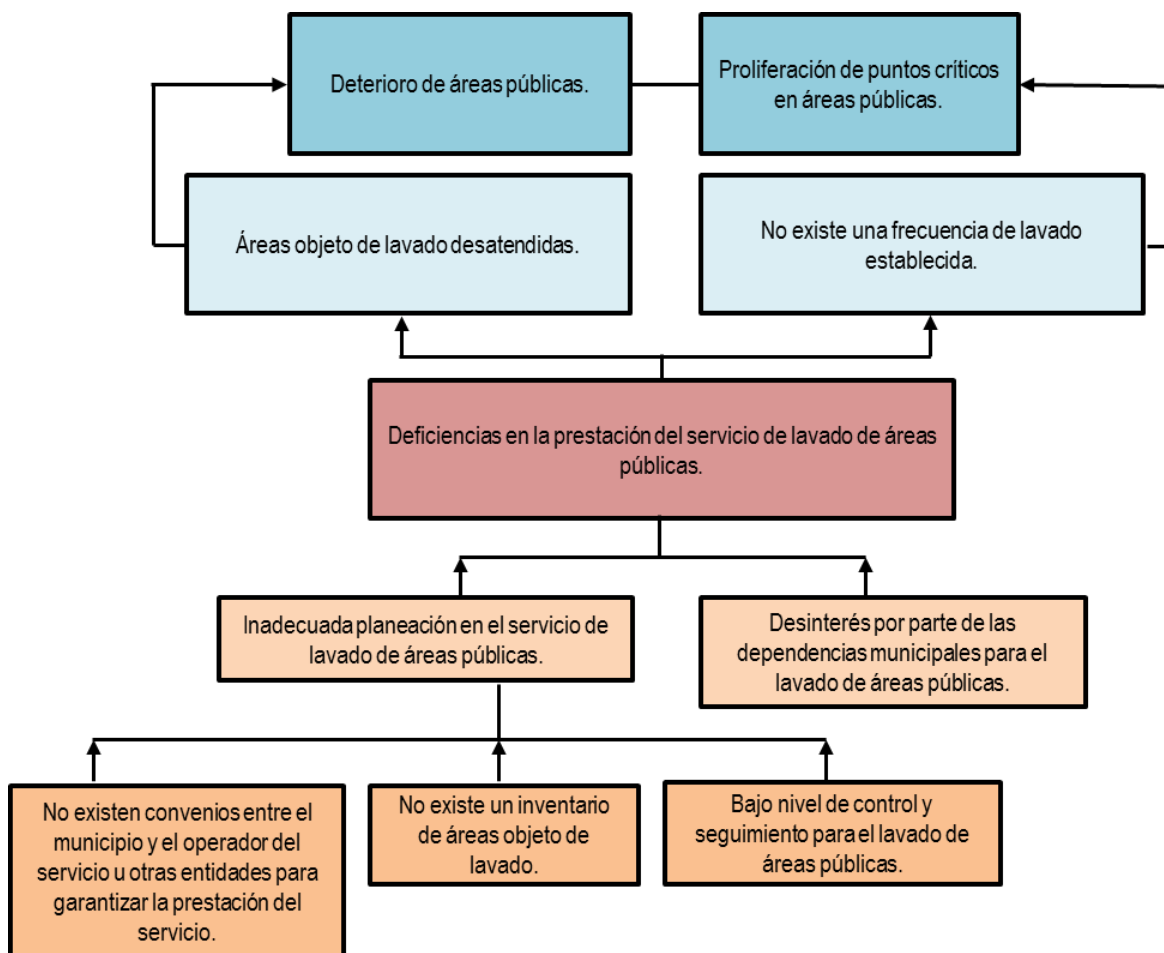 Deterioro de áreas públicas.
Proliferación de puntos críticos
en áreas públicas.
Áreas objeto de lavado desatendidas.
No existe una frecuencia de lavado
establecida.
Deficiencias en la prestación del servicio de lavado de áreas
públicas.
Inadecuada planeación en el servicio de
lavado de áreas públicas.
Desinterés por parte de las
dependencias municipales para el
lavado de áreas públicas.
No existen convenios entre el
municipio y el operador del
servicio u otras entidades para
garantizar la prestación del
servicio.
No existe un inventario
de áreas objeto de
lavado.
Bajo nivel de control y
seguimiento para el lavado de
áreas públicas.